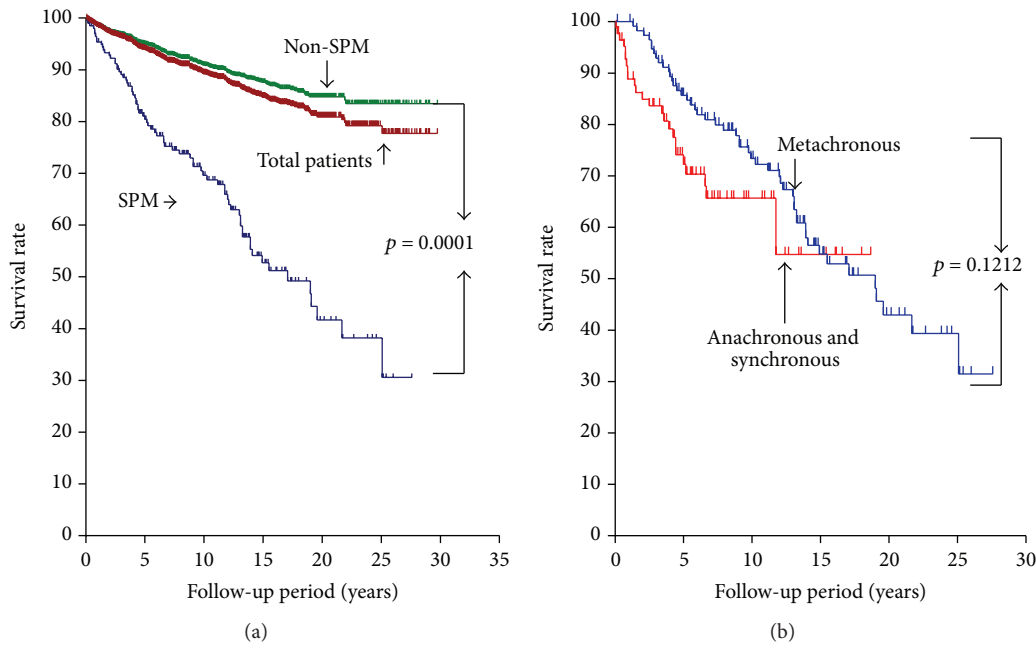 100
90
80
70
60
50
40
30
20
10
0
Survival rate
0
5
10
15
20
25
30
35
Follow-up period (years)
Non-SPM
Total patients
SPM
p = 0.0001
(a)
100
90
80
70
60
50
40
30
20
10
0
Survival rate
0
5
10
15
20
25
30
Follow-up period (years)
Metachronous
Anachronous and
synchronous
p = 0.1212
(b)